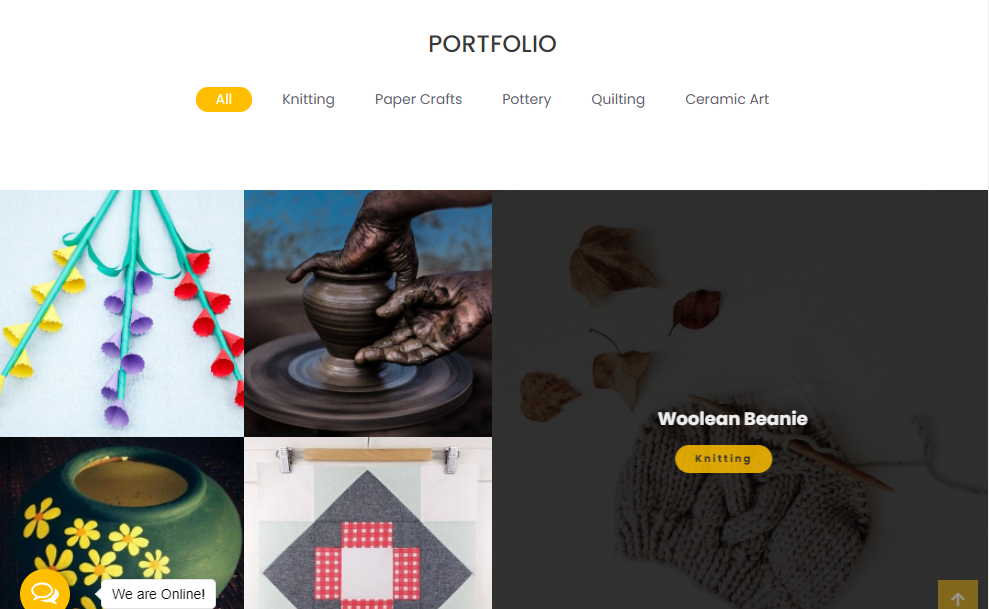 PORTFOLIO
All Knitting Paper Crafts Pottery Quilting Ceramic Art
Woolean Beanie
Knitting
We are Online!